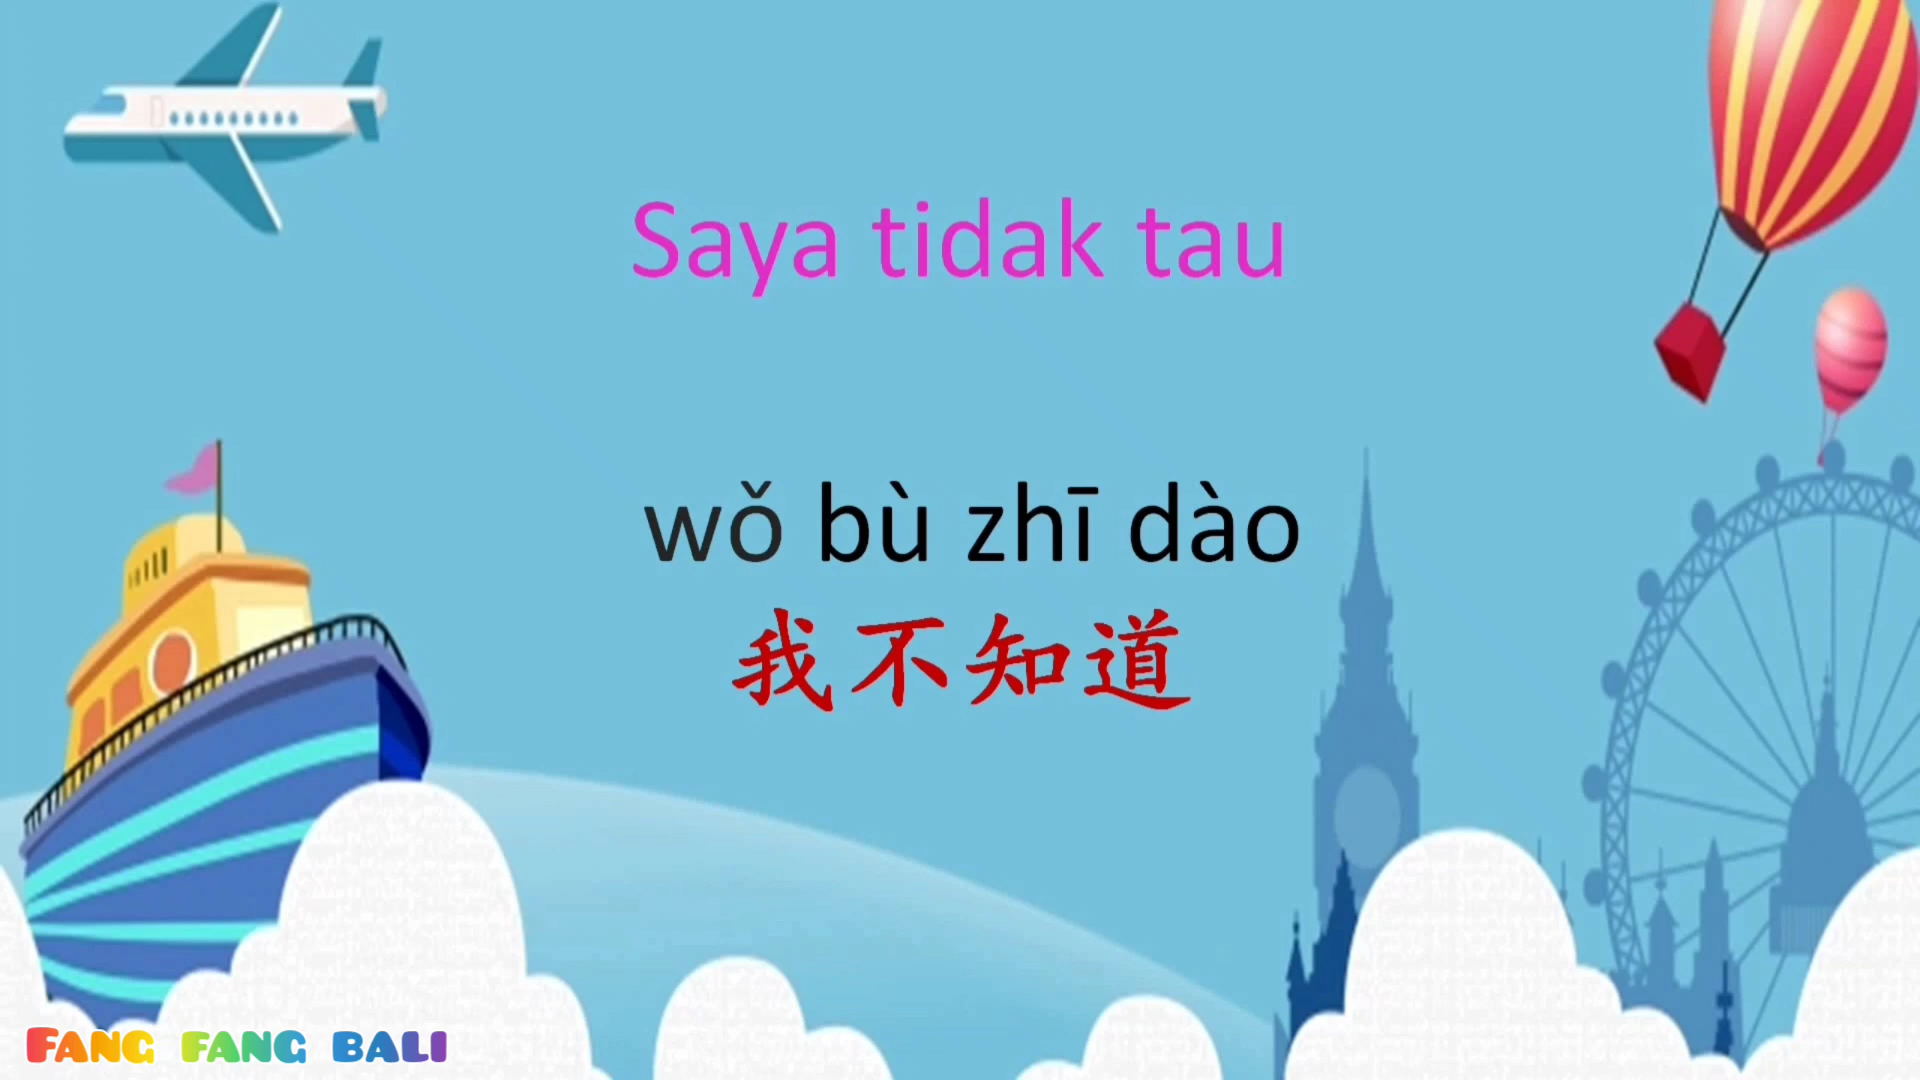 Saya tidak tau
wǒ bù zhī dào
我不知道
FANG FANG BALI